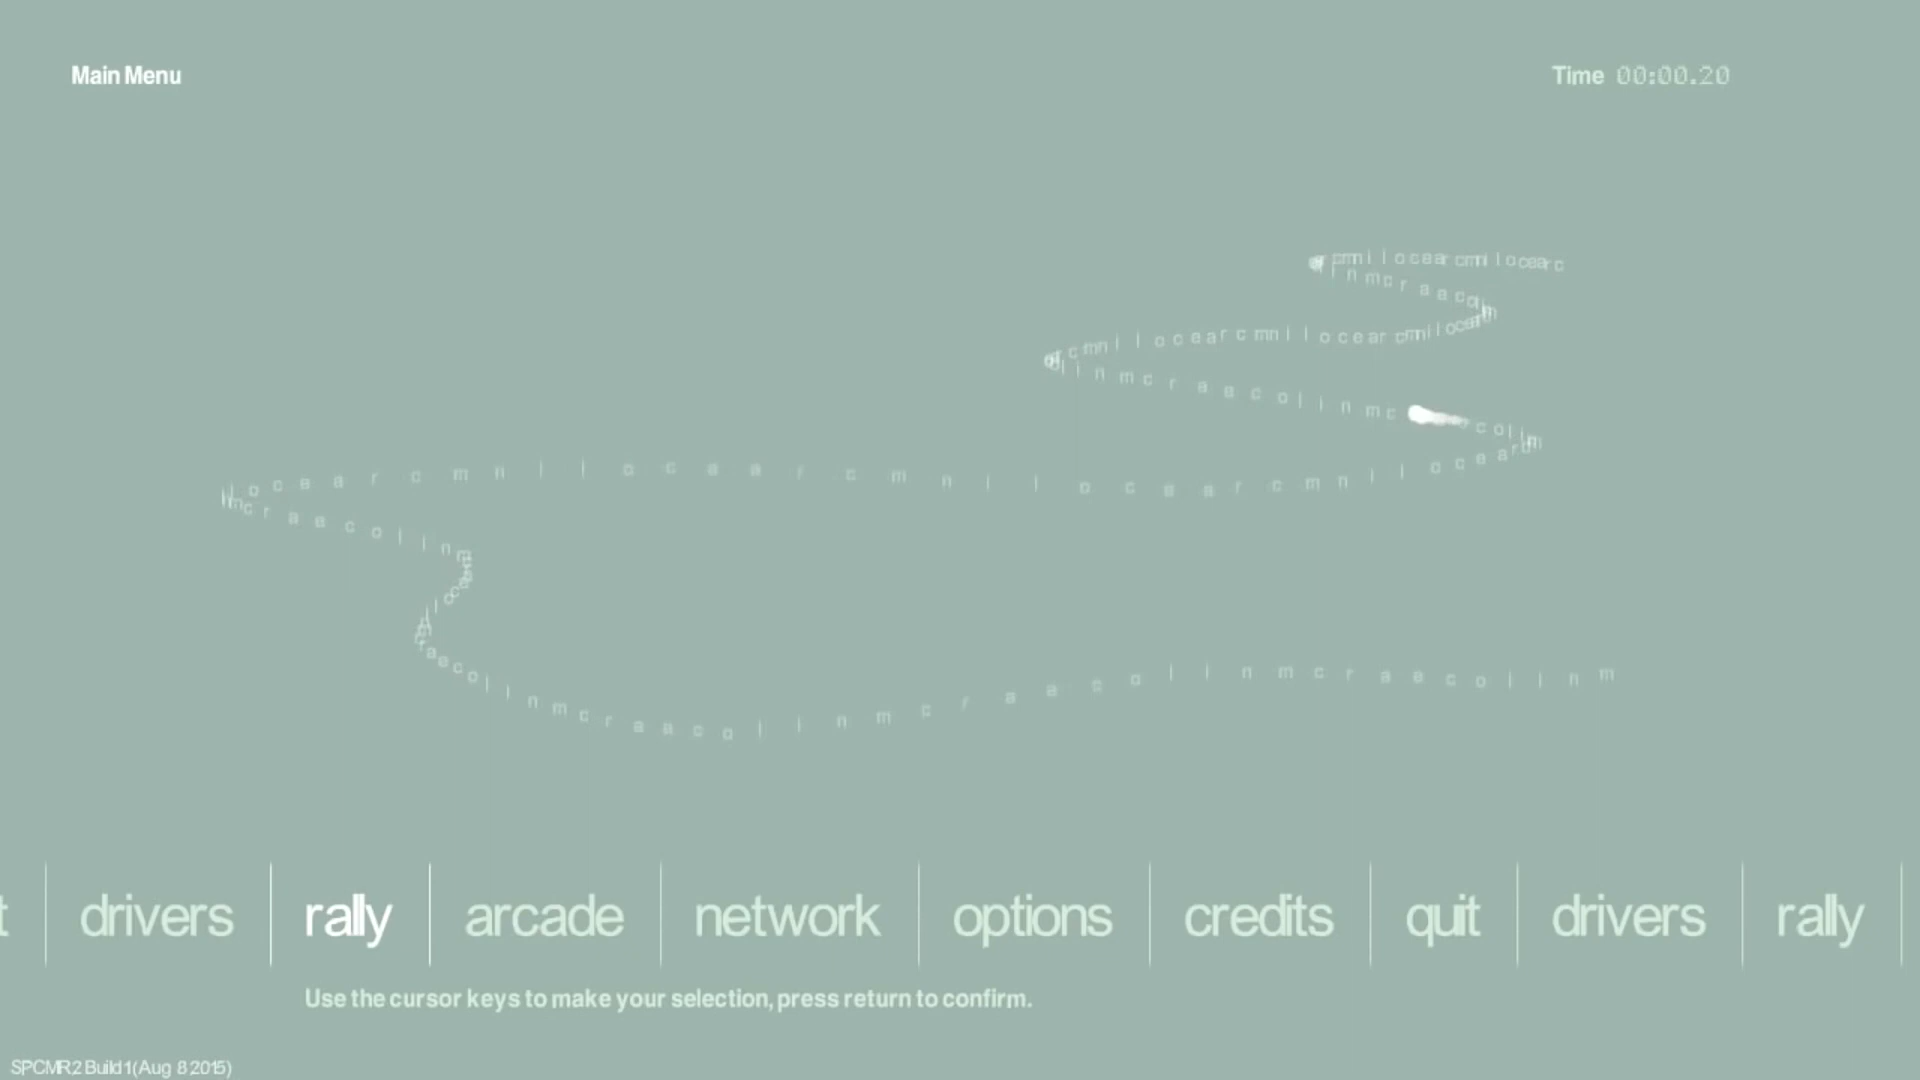 Main Menu
Time 00:00.20
t drivers rally arcade network options credits quit drivers rally
Use the cursor keys to make your selection, press return to confirm.
SPCMR2 Build 1 (Aug 8 2015)